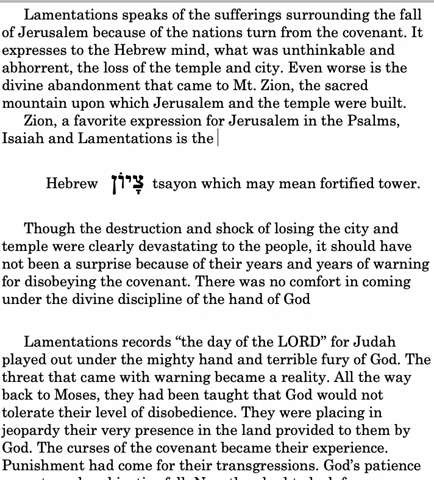 Lamentations speaks of the sufferings surrounding the fall
of Jerusalem because of the nations turn from the covenant. It
expresses to the Hebrew mind, what was unthinkable and
abhorrent, the loss of the temple and city. Even worse is the
divine abandonment that came to Mt. Zion, the sacred
mountain upon which Jerusalem and the temple were built.
Zion, a favorite expression for Jerusalem in the Psalms,
Isaiah and Lamentations is the
Hebrew צָיוֹן tsayon which may mean fortified tower.
Though the destruction and shock of losing the city and
temple were clearly devastating to the people, it should have
not been a surprise because of their years and years of warning
for disobeying the covenant. There was no comfort in coming
under the divine discipline of the hand of God
Lamentations records “the day of the LORD” for Judah
played out under the mighty hand and terrible fury of God. The
threat that came with warning became a reality. All the way
back to Moses, they had been taught that God would not
tolerate their level of disobedience. They were placing in
jeopardy their very presence in the land provided to them by
God. The curses of the covenant became their experience.
Punishment had come for their transgressions. God’s patience